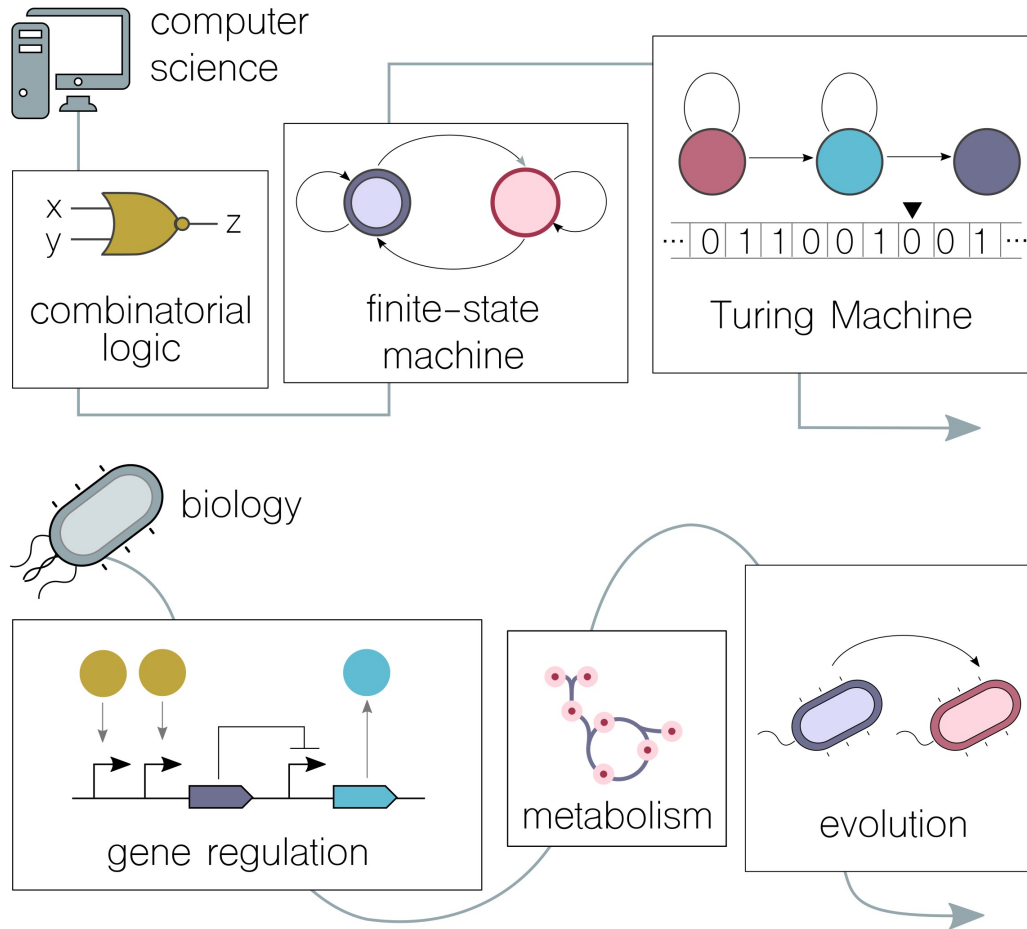 computer
science
x
y
z
combinatorial
logic
finite-state
machine
... 0 1 1 0 0 1 0 0 1 ...
Turing Machine
biology
gene regulation
metabolism
evolution